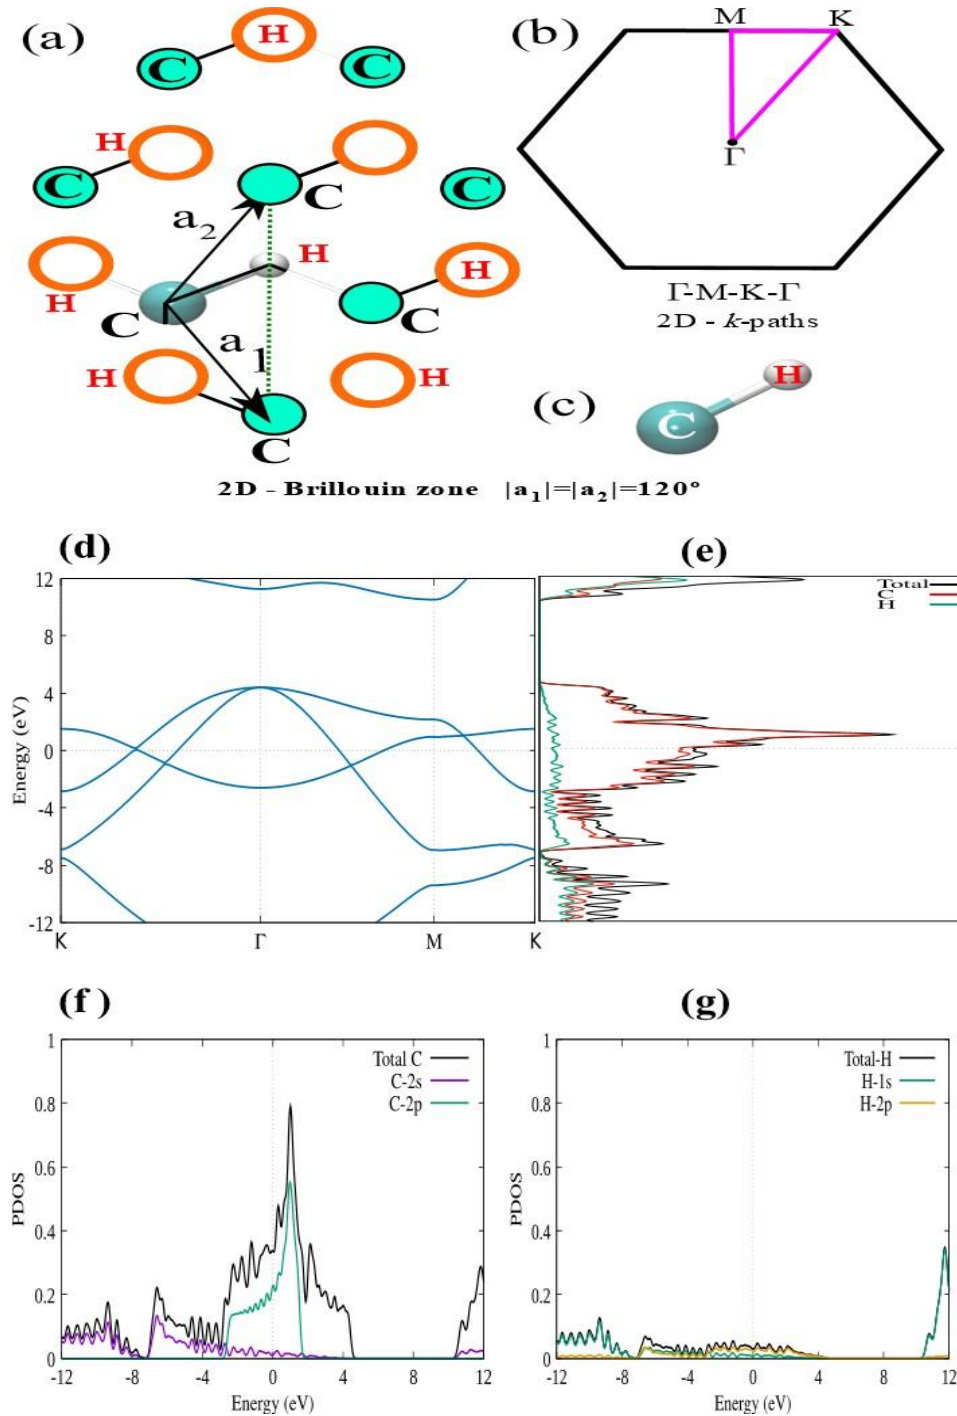 (a)
H
C
C
H
C
C
C
a2
H
H
H
C
C
a1
H
H
C
(b)
M
K
Γ
Γ-M-K-Γ
2D - k-paths
(c)
C
H
2D - Brillouin zone |a1|=|a2|=120°
(d)
12
8
4
0
-4
-8
-12
Energy (eV)
K
Γ
M
K
(e)
Total
C
H
(f)
1
0.8
0.6
0.4
0.2
0
PDOS
Total C
C-2s
C-2p
-12
-8
-4
0
4
8
12
Energy (eV)
(g)
1
0.8
0.6
0.4
0.2
0
PDOS
Total-H
H-1s
H-2p
-12
-8
-4
0
4
8
12
Energy (eV)